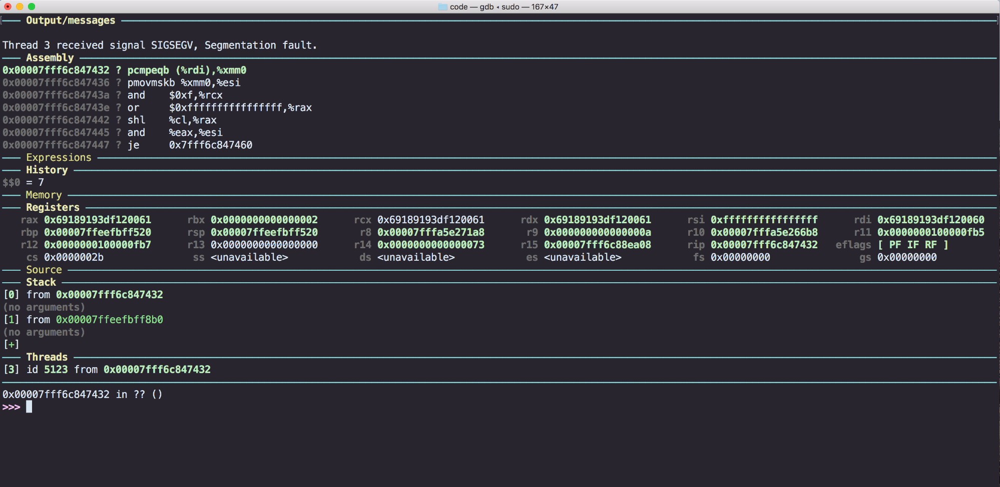 code — gdb ◂ sudo — 167×47
Output/messages
Thread 3 received signal SIGSEGV, Segmentation fault.
Assembly
0x00007fff6c847432 ? pcmpeqb (%rdi),%xmm0
0x00007fff6c847436 ? pmovmskb %xmm0,%esi
0x00007fff6c84743a ? and    $0xf,%rcx
0x00007fff6c84743e ? or     $0xffffffffffffffff,%rax
0x00007fff6c847442 ? shl    %cl,%rax
0x00007fff6c847445 ? and    %eax,%esi
0x00007fff6c847447 ? je     0x7fff6c847460
Expressions
History
$$0 = 7
Memory
Registers
rax 0x69189193df120061 rbx 0x0000000000000002 rcx 0x69189193df120061 rdx 0x69189193df120061 rsi 0xffffffffffffffff rdi 0x69189193df120060
rbp 0x00007ffeefbff520 rsp 0x00007ffeefbff520 r8 0x00007fffa5e271a8 r9 0x000000000000000a r10 0x00007fffa5e266b8 r11 0x0000000100000fb5
r12 0x0000000100000fb7 r13 0x0000000000000000 r14 0x0000000000000073 r15 0x00007fff6c88ea08 rip 0x00007fff6c847432 eflags [ PF IF RF ]
cs 0x0000002b ss <unavailable> ds <unavailable> es <unavailable> fs 0x00000000 gs 0x00000000
Source
Stack
[0] from 0x00007fff6c847432
(no arguments)
[1] from 0x00007ffeefbff8b0
(no arguments)
[+]
Threads
[3] id 5123 from 0x00007fff6c847432
0x00007fff6c847432 in ?? ()
>>>